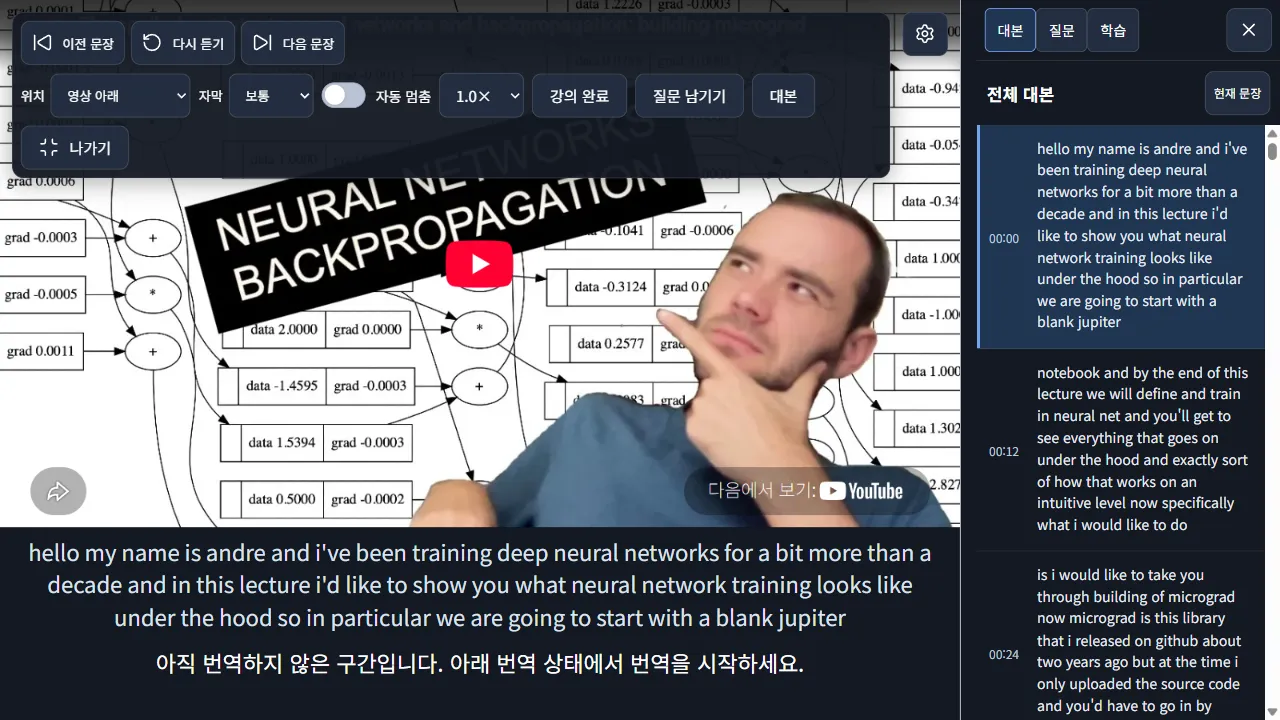 이전 문장
다시 듣기
다음 문장
위치
영상 아래
자막
보통
자동 멈춤
1.0×
강의 완료
질문 남기기
대본
나가기
NEURAL NETWORKS
BACKPROPAGATION
grad 0.0006
grad -0.0003
+
grad -0.0005
*
grad 0.0011
+
data 2.0000
grad 0.0000
*
data -1.4595
grad -0.0003
+
data 1.5394
grad -0.0003
data 0.5000
grad -0.0002
-0.1041
grad -0.0006
data -0.3124
data 0.2577
다음에서 보기:
YouTube
hello my name is andre and i've been training deep neural networks for a bit more than a
decade and in this lecture i'd like to show you what neural network training looks like
under the hood so in particular we are going to start with a blank jupiter
아직 번역하지 않은 구간입니다. 아래 번역 상태에서 번역을 시작하세요.
대본
질문
학습
전체 대본
현재 문장
00:00
hello my name is andre and i've
been training deep neural
networks for a bit more than a
decade and in this lecture i'd
like to show you what neural
network training looks like
under the hood so in particular
we are going to start with a
blank jupiter
00:12
notebook and by the end of this
lecture we will define and train
in neural net and you'll get to
see everything that goes on
under the hood and exactly sort
of how that works on an
intuitive level now specifically
what i would like to do
00:24
is i would like to take you
through building of micrograd
now micrograd is this library
that i released on github about
two years ago but at the time i
only uploaded the source code
and you'd have to go in by